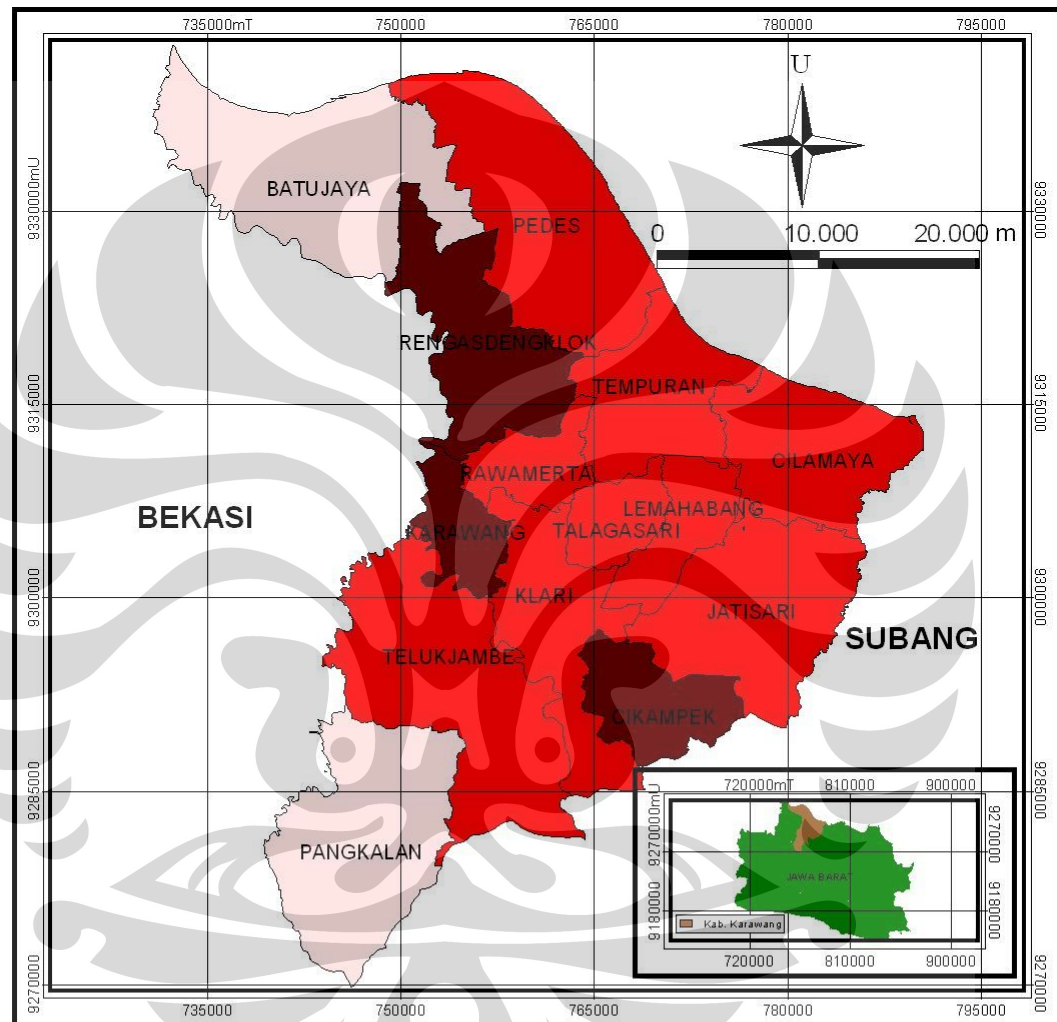 735000mT 750000 765000 780000 795000
U
BATUJAYA
9330000mU
9330000
PEDES
0 10.000 20.000 m
RENGASDENGKLOK
TEMPURAN
9315000
9315000
CILAMAYA
RAWAMERTA
LEMAHABANG
BEKASI
KARAWANG
TALAGASARI
9300000
9300000
KLARI
JATISARI
SUBANG
TELUKJAMBE
CIKAMPEK
9285000
9285000
PANGKALAN
720000mT 810000 900000
9270000mU
9270000
JAWA BARAT
9180000
9180000
Kab. Karawang
720000 810000 900000
9270000
9270000
735000 750000 765000 780000 795000